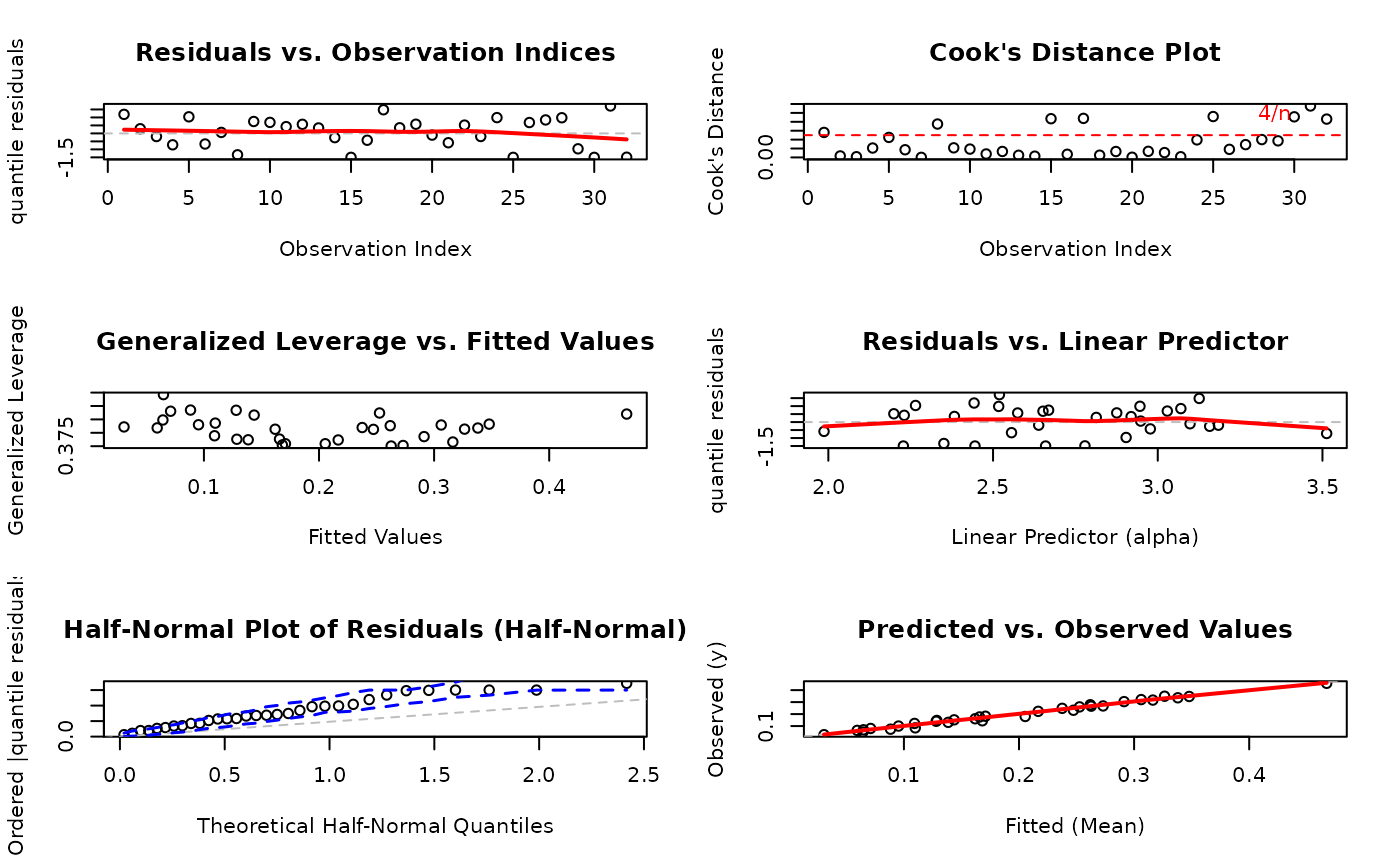 Residuals vs. Observation Indices
quantile residuals
-1.5
0 5 10 15 20 25 30
Observation Index
Cook's Distance Plot
Cook's Distance
0.00
4/n
0 5 10 15 20 25 30
Observation Index
Generalized Leverage vs. Fitted Values
Generalized Leverage
0.375
0.1 0.2 0.3 0.4
Fitted Values
Residuals vs. Linear Predictor
quantile residuals
-1.5
2.0 2.5 3.0 3.5
Linear Predictor (alpha)
Half-Normal Plot of Residuals (Half-Normal)
Ordered |quantile residuals
0.0
0.0 0.5 1.0 1.5 2.0 2.5
Theoretical Half-Normal Quantiles
Predicted vs. Observed Values
Observed (y)
0.1
0.1 0.2 0.3 0.4
Fitted (Mean)